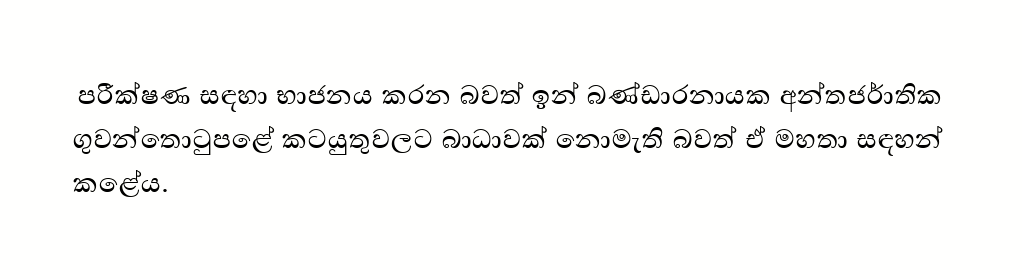 පරීක්ෂණ සඳහා භාජනය කරන බවත් ඉන් බණ්ඩාරනායක අන්තජර්ාතික
ගුවන්තොටුපළේ කටයුතුවලට බාධාවක් නොමැති බවත් ඒ මහතා සඳහන්
කළේය.